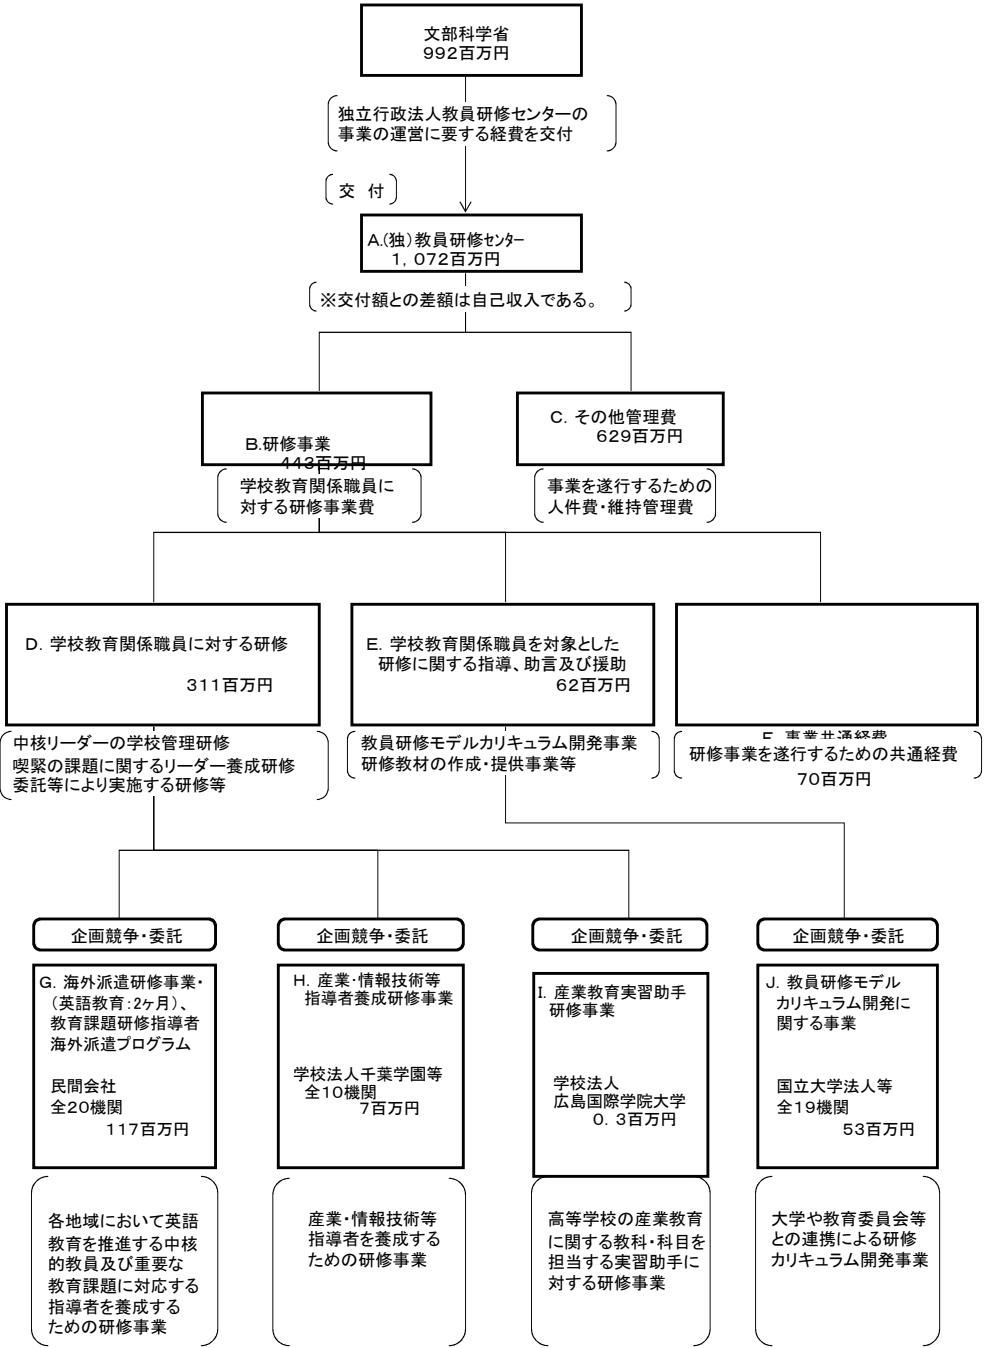 文部科学省
992百万円
独立行政法人教員研修センターの
事業の運営に要する経費を交付
交　付
A.(独)教員研修センター
1，072百万円
※交付額との差額は自己収入である。
B.研修事業
443百万円
学校教育関係職員に
対する研修事業費
C．その他管理費
629百万円
事業を遂行するための
人件費・維持管理費
D．学校教育関係職員に対する研修
311百万円
中核リーダーの学校管理研修
喫緊の課題に関するリーダー養成研修
委託等により実施する研修等
E．学校教育関係職員を対象とした
研修に関する指導、助言及び援助
62百万円
教員研修モデルカリキュラム開発事業
研修教材の作成・提供事業等
F．事業共通経費
研修事業を遂行するための共通経費
70百万円
企画競争・委託
G．海外派遣研修事業・
（英語教育：2ヶ月）、
教育課題研修指導者
海外派遣プログラム
民間会社
全20機関
117百万円
各地域において英語
教育を推進する中核
的教員及び重要な
教育課題に対応する
指導者を養成する
ための研修事業
企画競争・委託
H．産業・情報技術等
指導者養成研修事業
学校法人千葉学園等
全10機関
7百万円
産業・情報技術等
指導者を養成する
ための研修事業
企画競争・委託
I．産業教育実習助手
研修事業
学校法人
広島国際学院大学
0．3百万円
高等学校の産業教育
に関する教科・科目を
担当する実習助手に
対する研修事業
企画競争・委託
J．教員研修モデル
カリキュラム開発に
関する事業
国立大学法人等
全19機関
53百万円
大学や教育委員会等
との連携による研修
カリキュラム開発事業